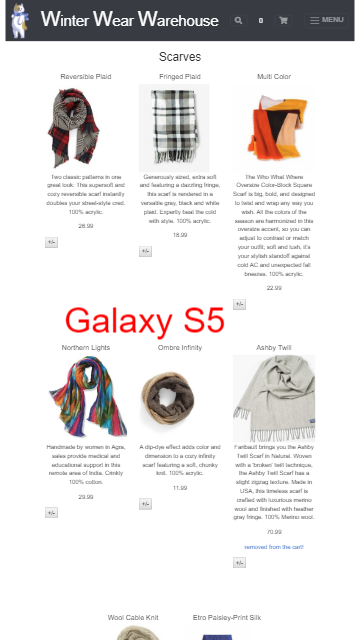 Winter Wear Warehouse
0
MENU
Scarves
Reversible Plaid
Two classic patterns in one
great look: This supersoft and
cozy reversible scarf instantly
doubles your street-style cred.
100% acrylic.
26.99
+/-
Fringed Plaid
Generously sized, extra soft
and featuring a dazzling fringe,
this scarf is rendered in a
versatile gray, black and white
plaid. Expertly beat the cold
with style. 100% acrylic.
18.99
+/-
Multi Color
The Who What Where
Oversize Color-Block Square
Scarf is big, bold, and designed
to twist and wrap any way you
wish. All the colors of the
season are harmonized in this
oversize accent, so you can
adjust to contrast or match
your outfit; soft and lush, it's
your stylish standoff against
cold AC and unexpected fall
breezes. 100% acrylic.
22.99
+/-
Galaxy S5
Northern Lights
Handmade by women in Agra,
sales provide medical and
educational support in this
remote area of India. Crinkly
100% cotton.
29.99
+/-
Ombre Infinity
A dip-dye effect adds color and
dimension to a cozy infinity
scarf featuring a soft, chunky
knit. 100% acrylic.
11.99
+/-
Ashby Twill
Faribault brings you the Ashby
Twill Scarf in Natural. Woven
with a 'broken' twill technique,
the Ashby Twill Scarf has a
slight zigzag texture. Made in
USA, this timeless scarf is
crafted with luxurious merino
wool and finished with heather
gray fringe. 100% Merino wool.
70.99
removed from the cart!
+/-
Wool Cable Knit
Etro Paisley-Print Silk